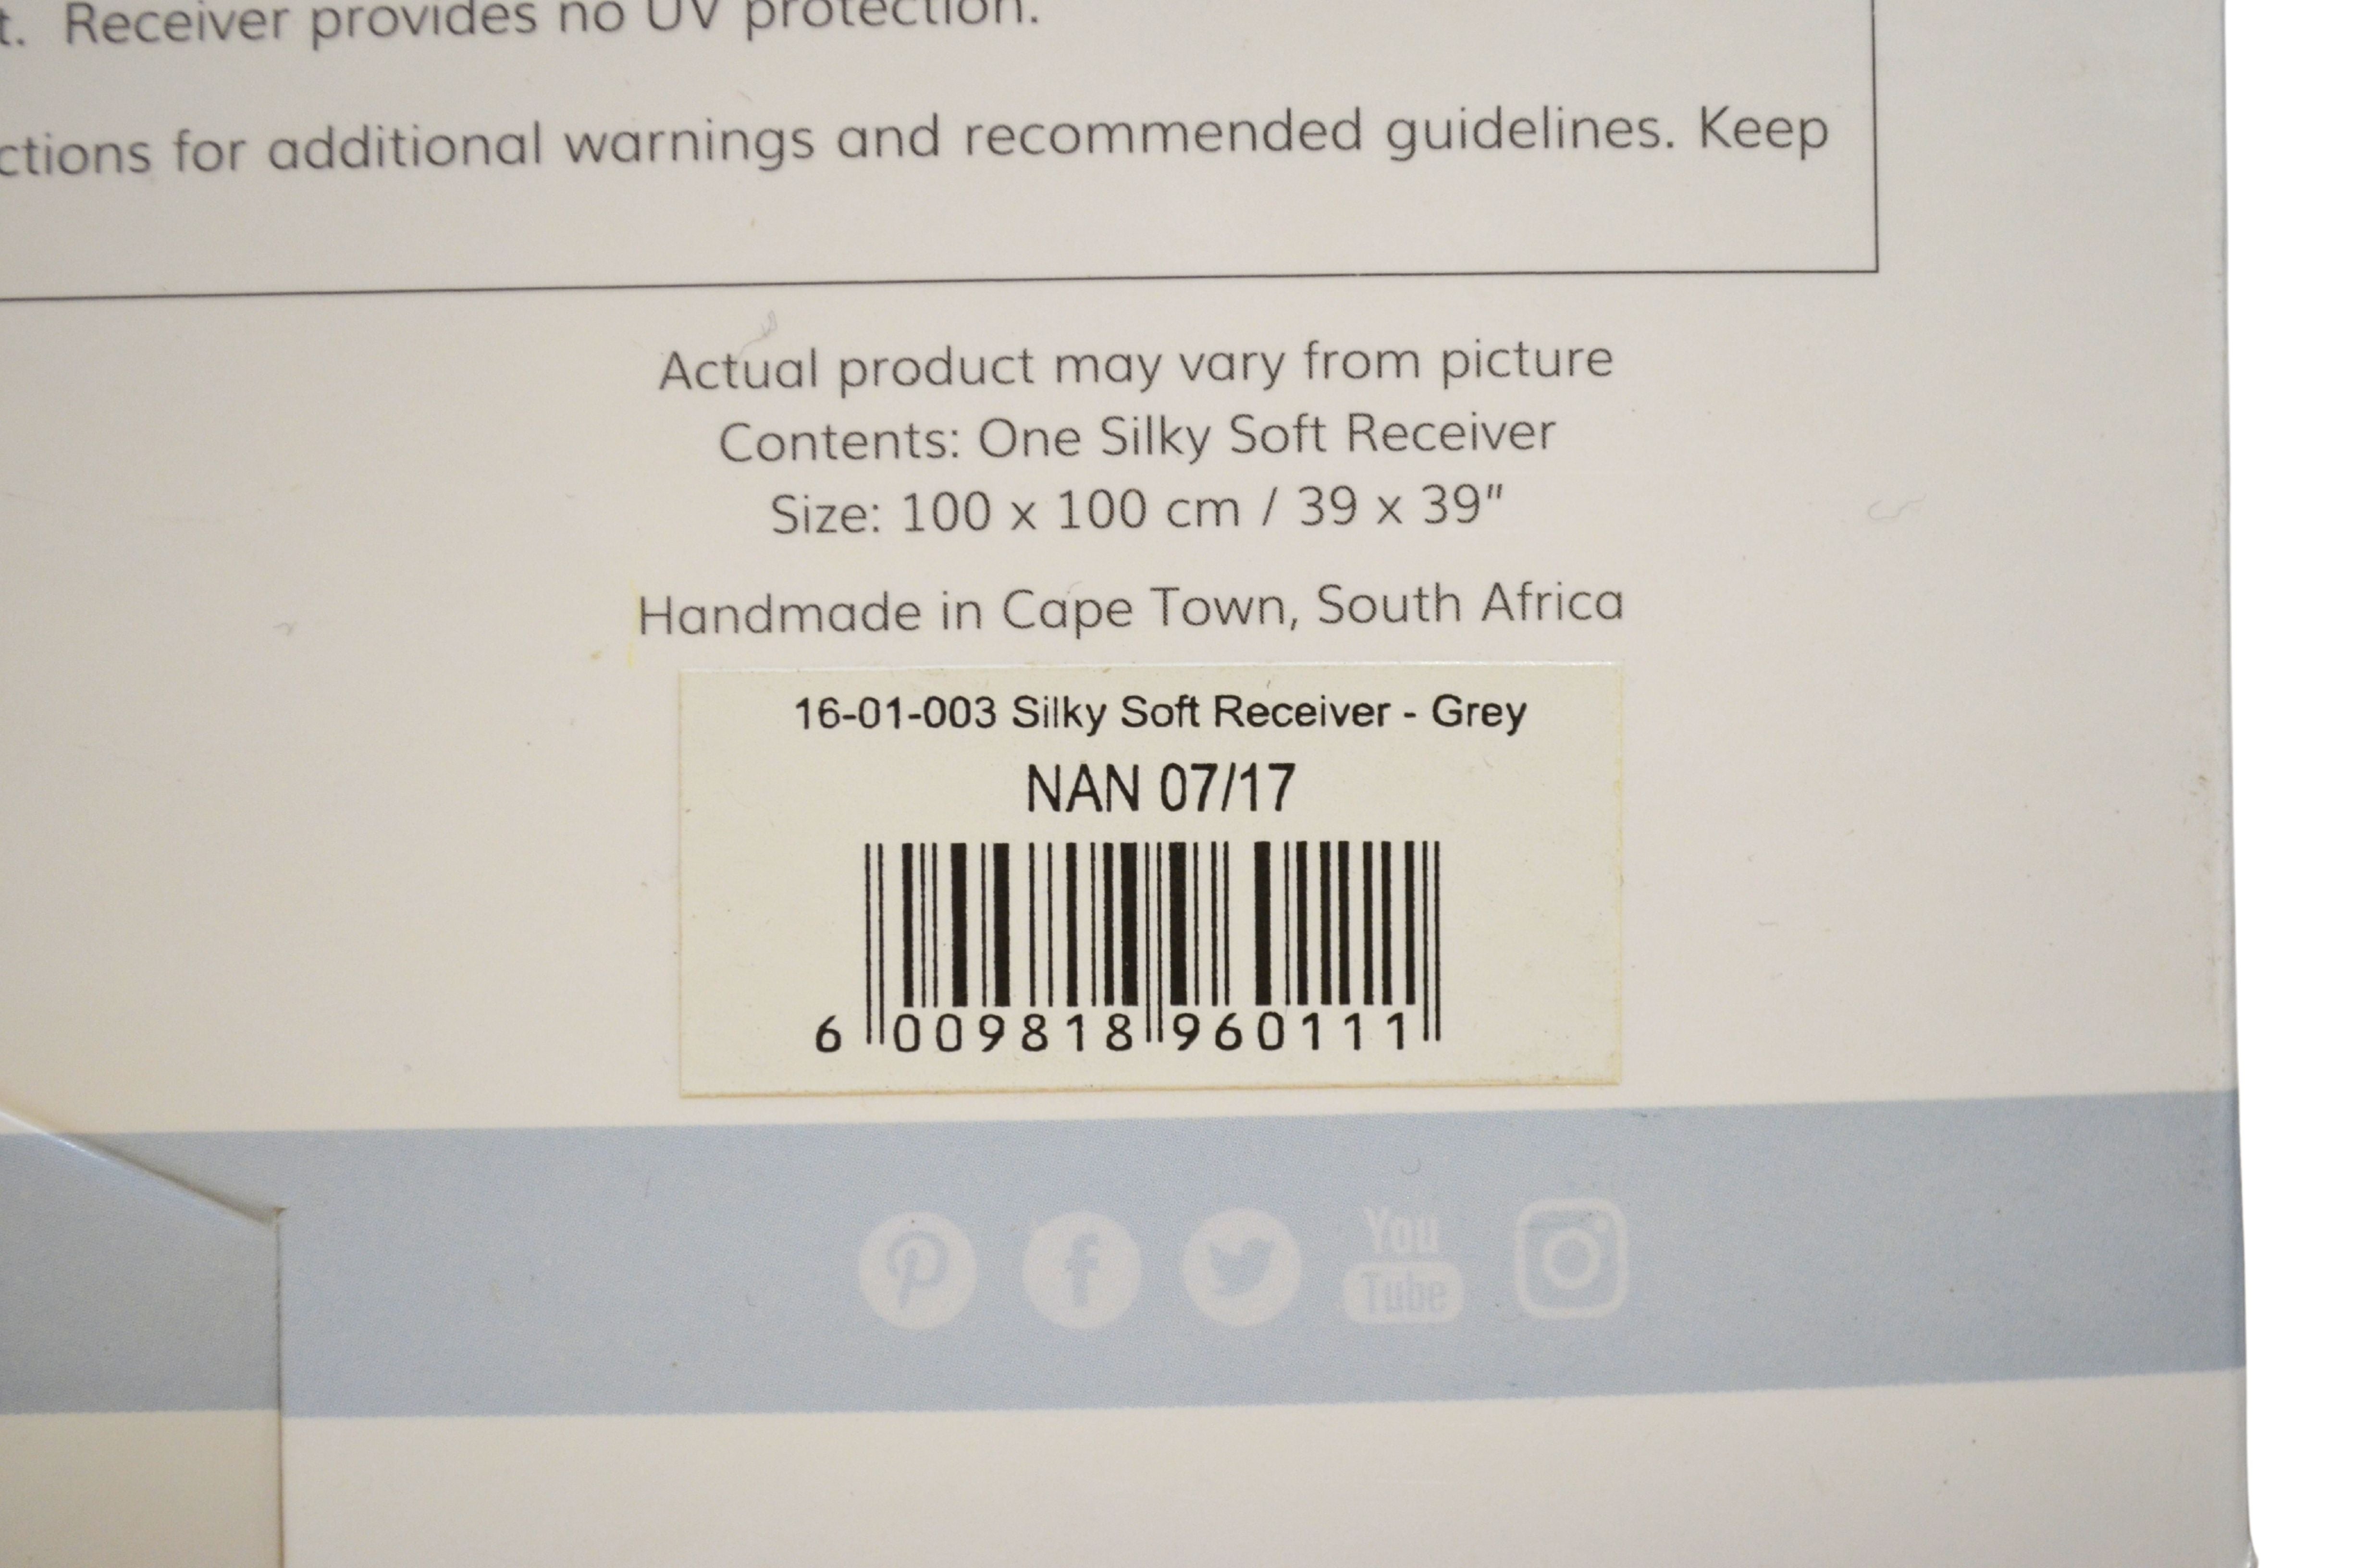 t. Receiver provides no UV protection.
ctions for additional warnings and recommended guidelines. Keep
Actual product may vary from picture
Contents: One Silky Soft Receiver
Size: 100 x 100 cm / 39 x 39"
Handmade in Cape Town, South Africa
16-01-003 Silky Soft Receiver - Grey
NAN 07/17
6 009818 960111
You
Tube